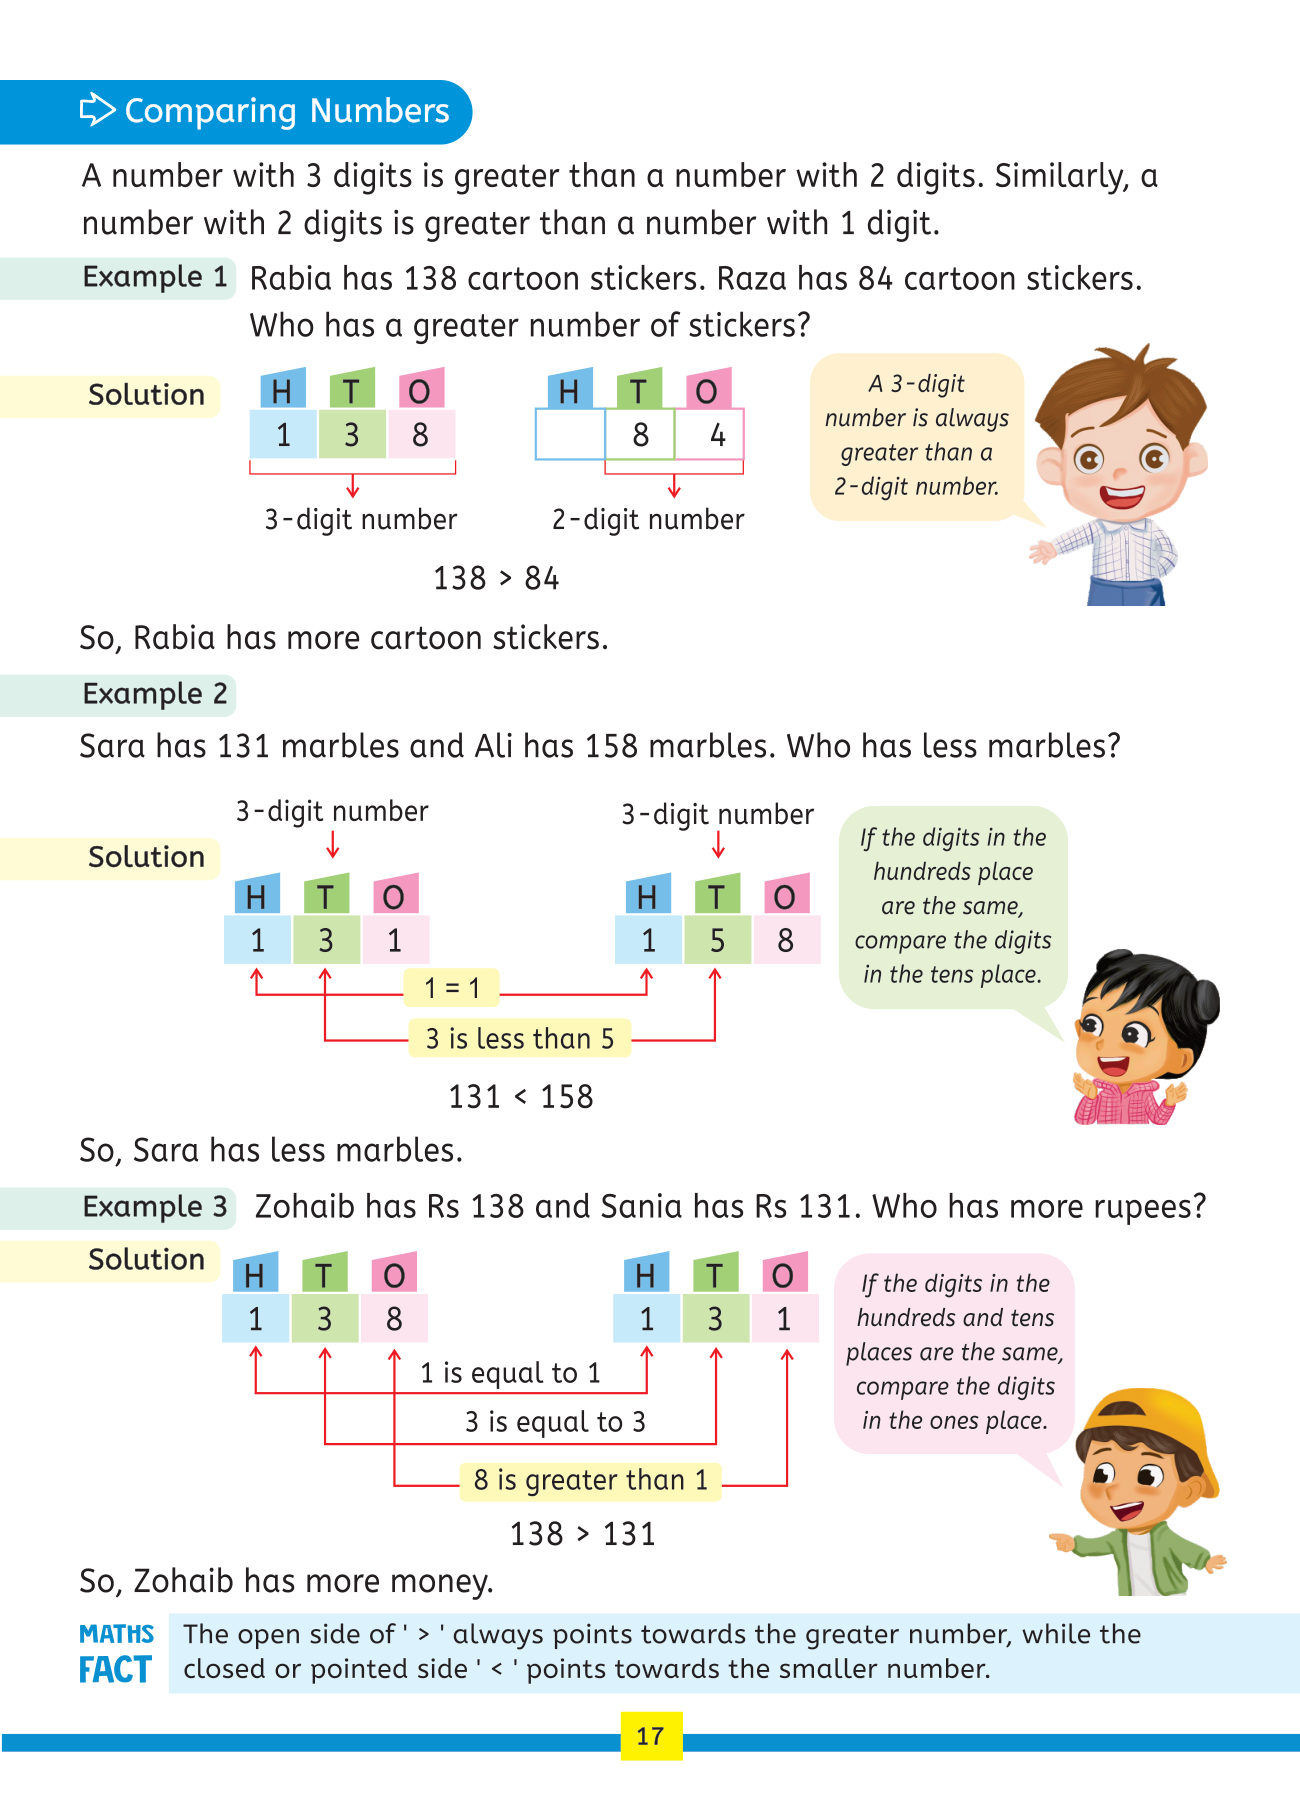 Comparing Numbers
A number with 3 digits is greater than a number with 2 digits. Similarly, a
number with 2 digits is greater than a number with 1 digit.
Example 1 Rabia has 138 cartoon stickers. Raza has 84 cartoon stickers.
Who has a greater number of stickers?
Solution
H T O
1 3 8
3-digit number
H T O
8 4
2-digit number
A 3-digit
number is always
greater than a
2-digit number.
138 > 84
So, Rabia has more cartoon stickers.
Example 2
Sara has 131 marbles and Ali has 158 marbles. Who has less marbles?
Solution
3-digit number
H T O
1 3 1
3-digit number
H T O
1 5 8
1 = 1
3 is less than 5
If the digits in the
hundreds place
are the same,
compare the digits
in the tens place.
131 < 158
So, Sara has less marbles.
Example 3 Zohaib has Rs 138 and Sania has Rs 131. Who has more rupees?
Solution
H T O
1 3 8
H T O
1 3 1
1 is equal to 1
3 is equal to 3
8 is greater than 1
If the digits in the
hundreds and tens
places are the same,
compare the digits
in the ones place.
138 > 131
So, Zohaib has more money.
MATHS
FACT
The open side of ' > ' always points towards the greater number, while the
closed or pointed side ' < ' points towards the smaller number.
17